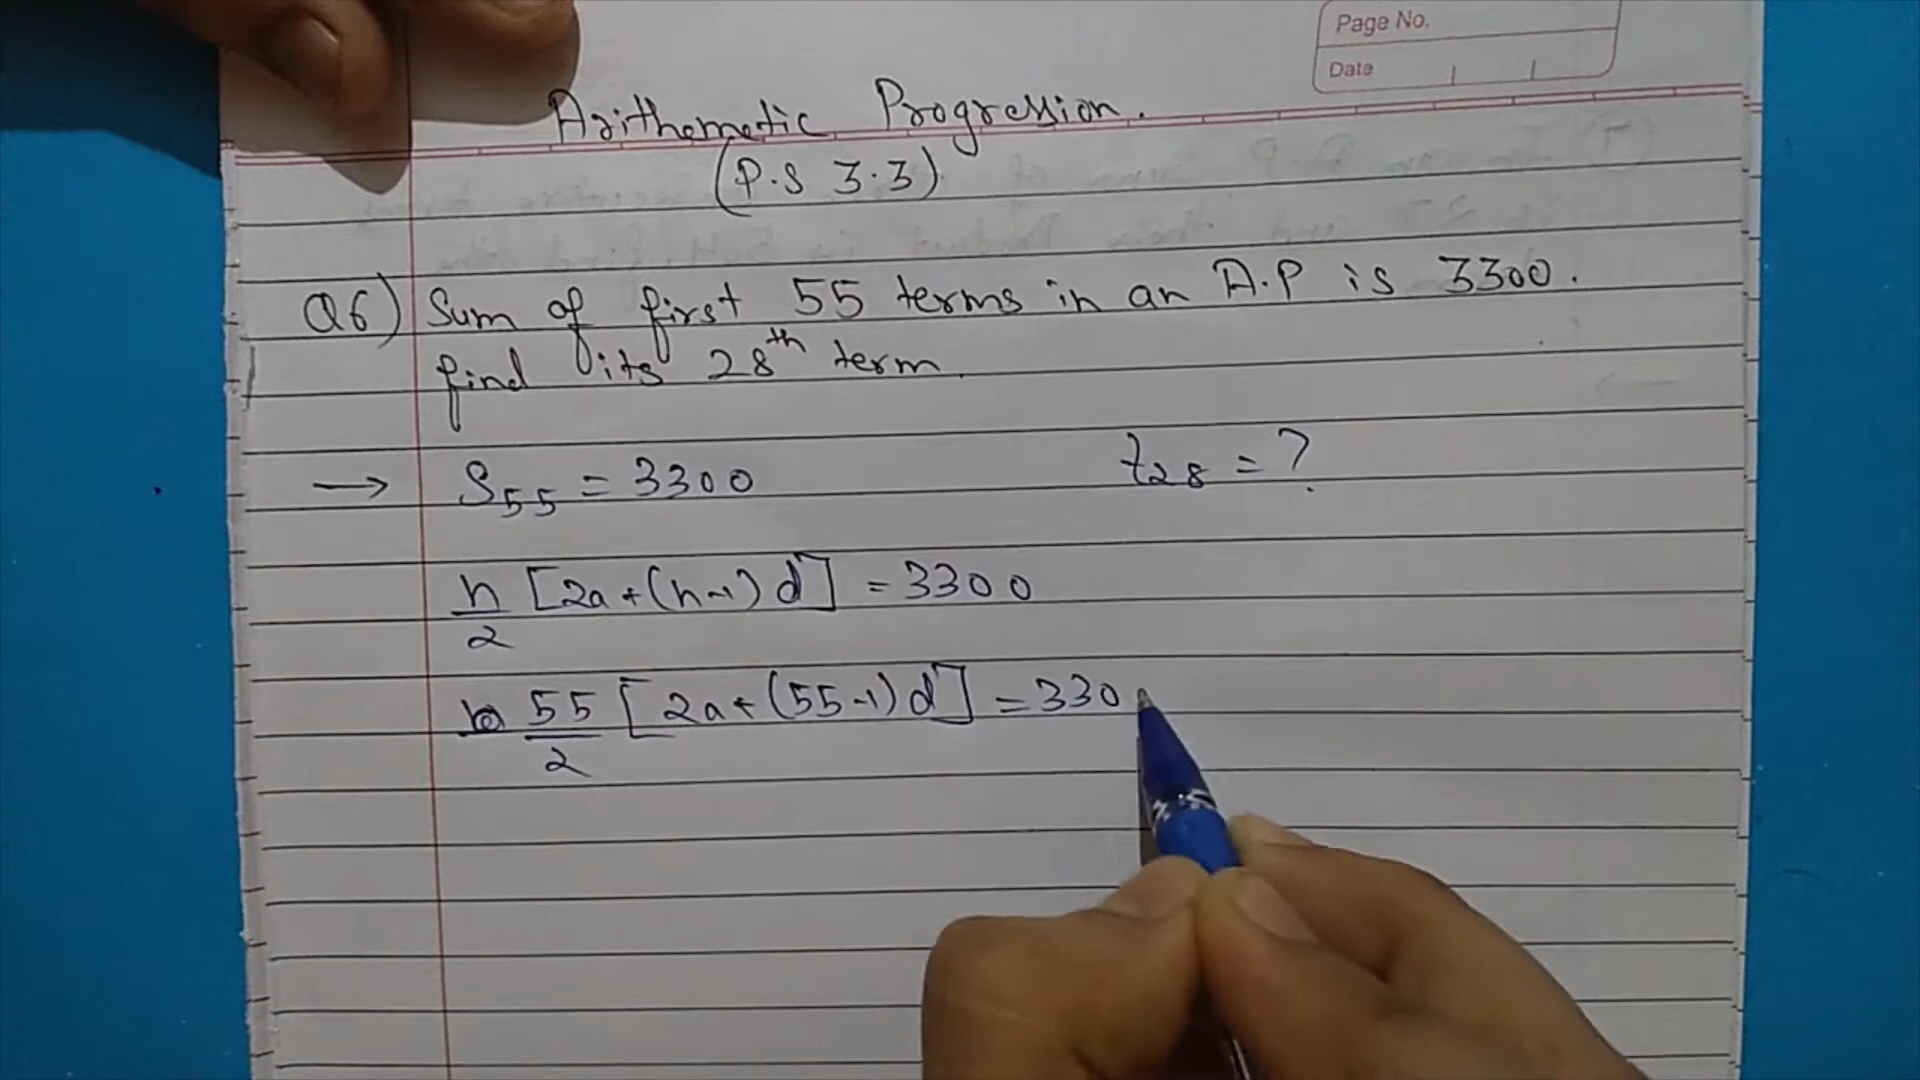 Page No.
Date
Arithemetic Progression.
(P.S 3.3)
Q6) Sum of first 55 terms in an A.P is 3300.
find its 28th term.
→ S55 = 3300 t28 = ?
n/2 [2a+(n-1)d] = 3300
55/2 [2a+(55-1)d] = 330